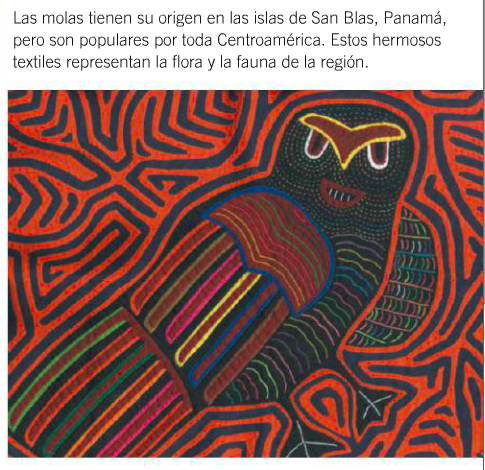 Las molas tienen su origen en las islas de San Blas, Panamá,
pero son populares por toda Centroamérica. Estos hermosos
textiles representan la flora y la fauna de la región.